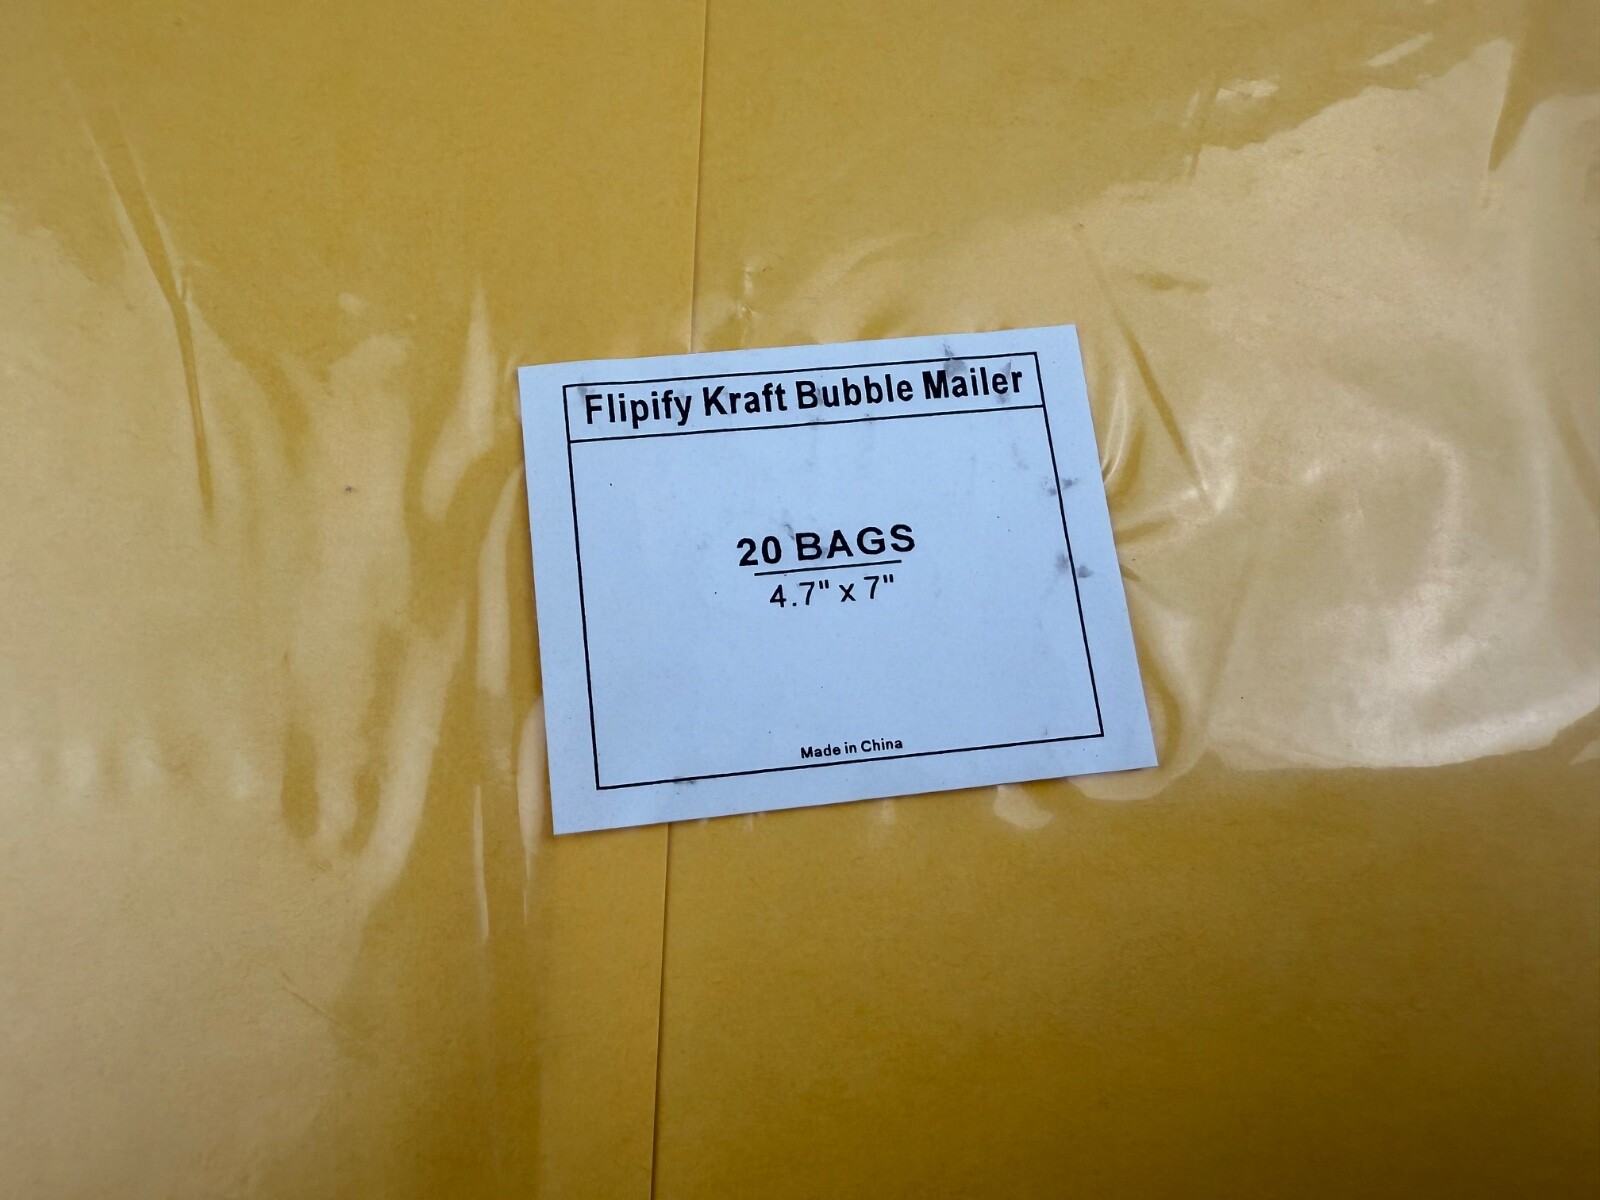 Flipify Kraft Bubble Mailer
20 BAGS
4.7" x 7"
Made in China